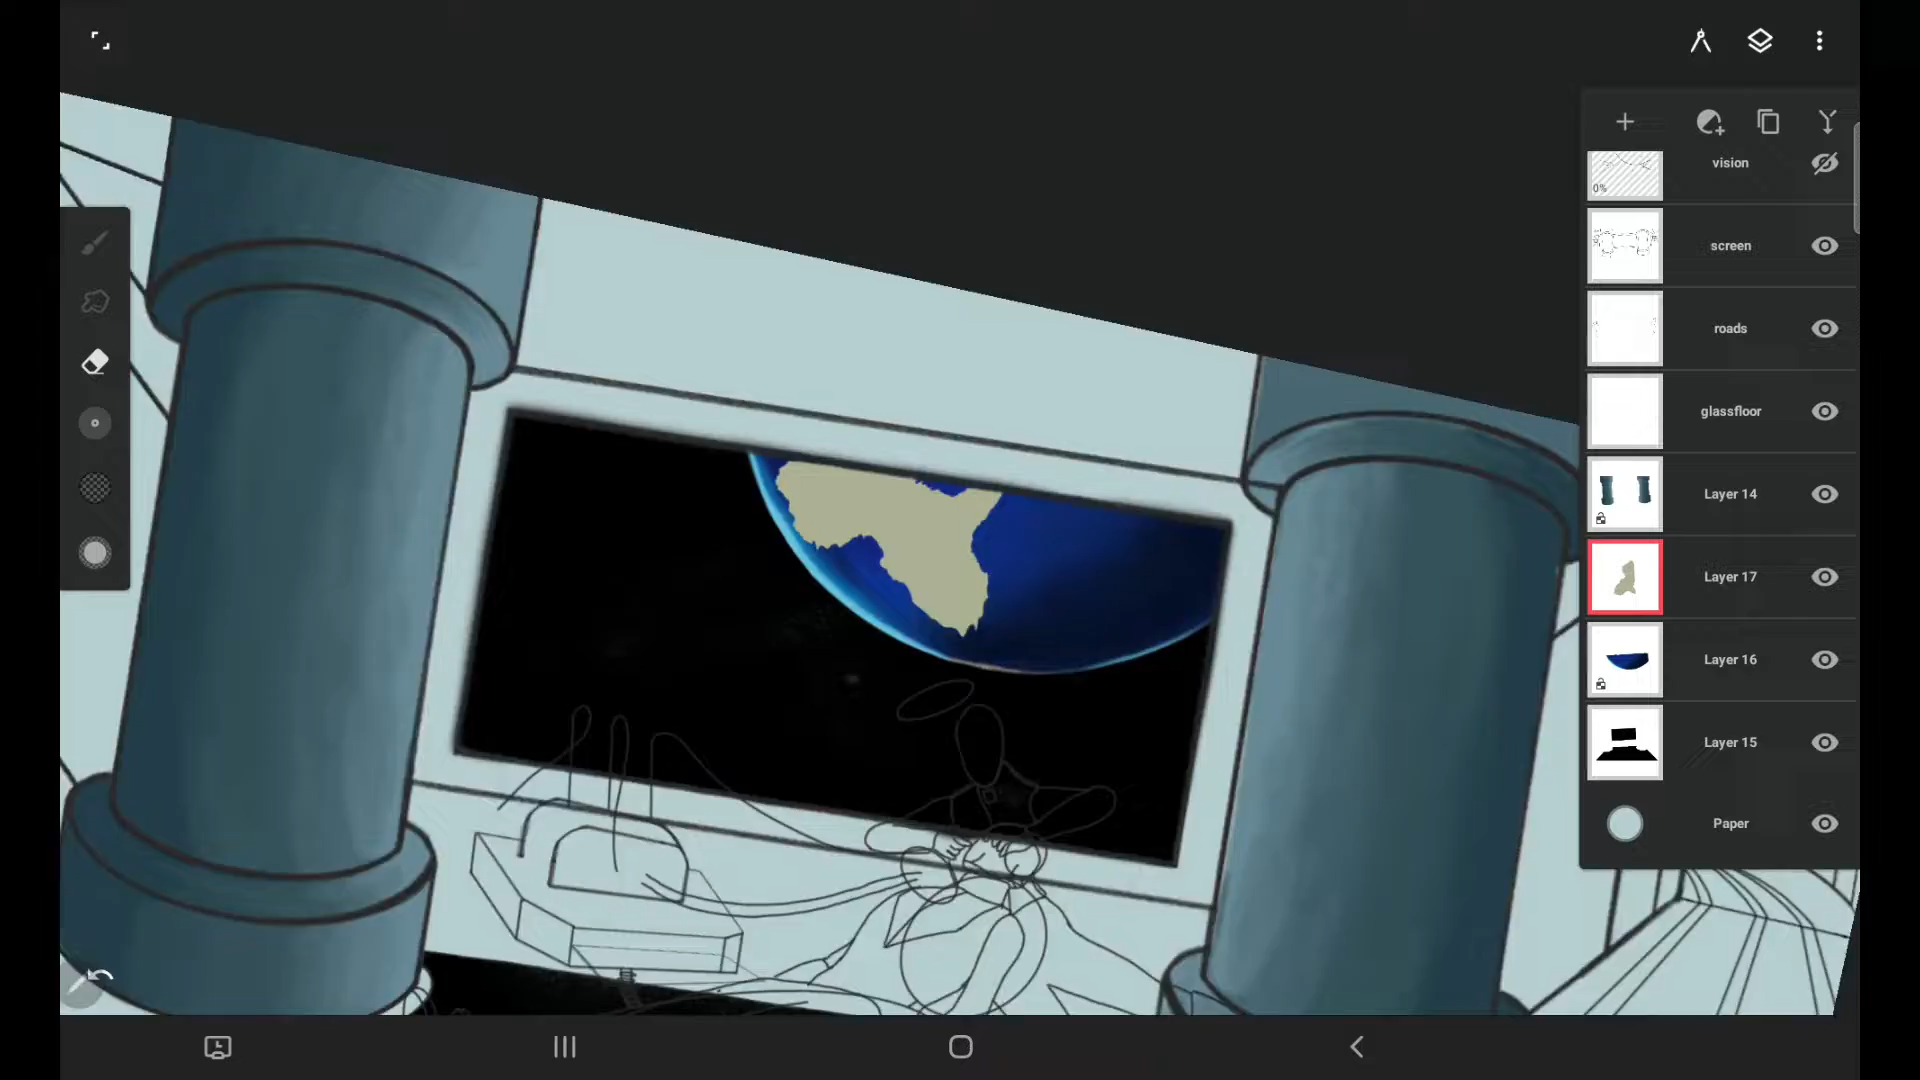 vision
0%
screen
roads
glassfloor
Layer 14
Layer 17
Layer 16
Layer 15
Paper